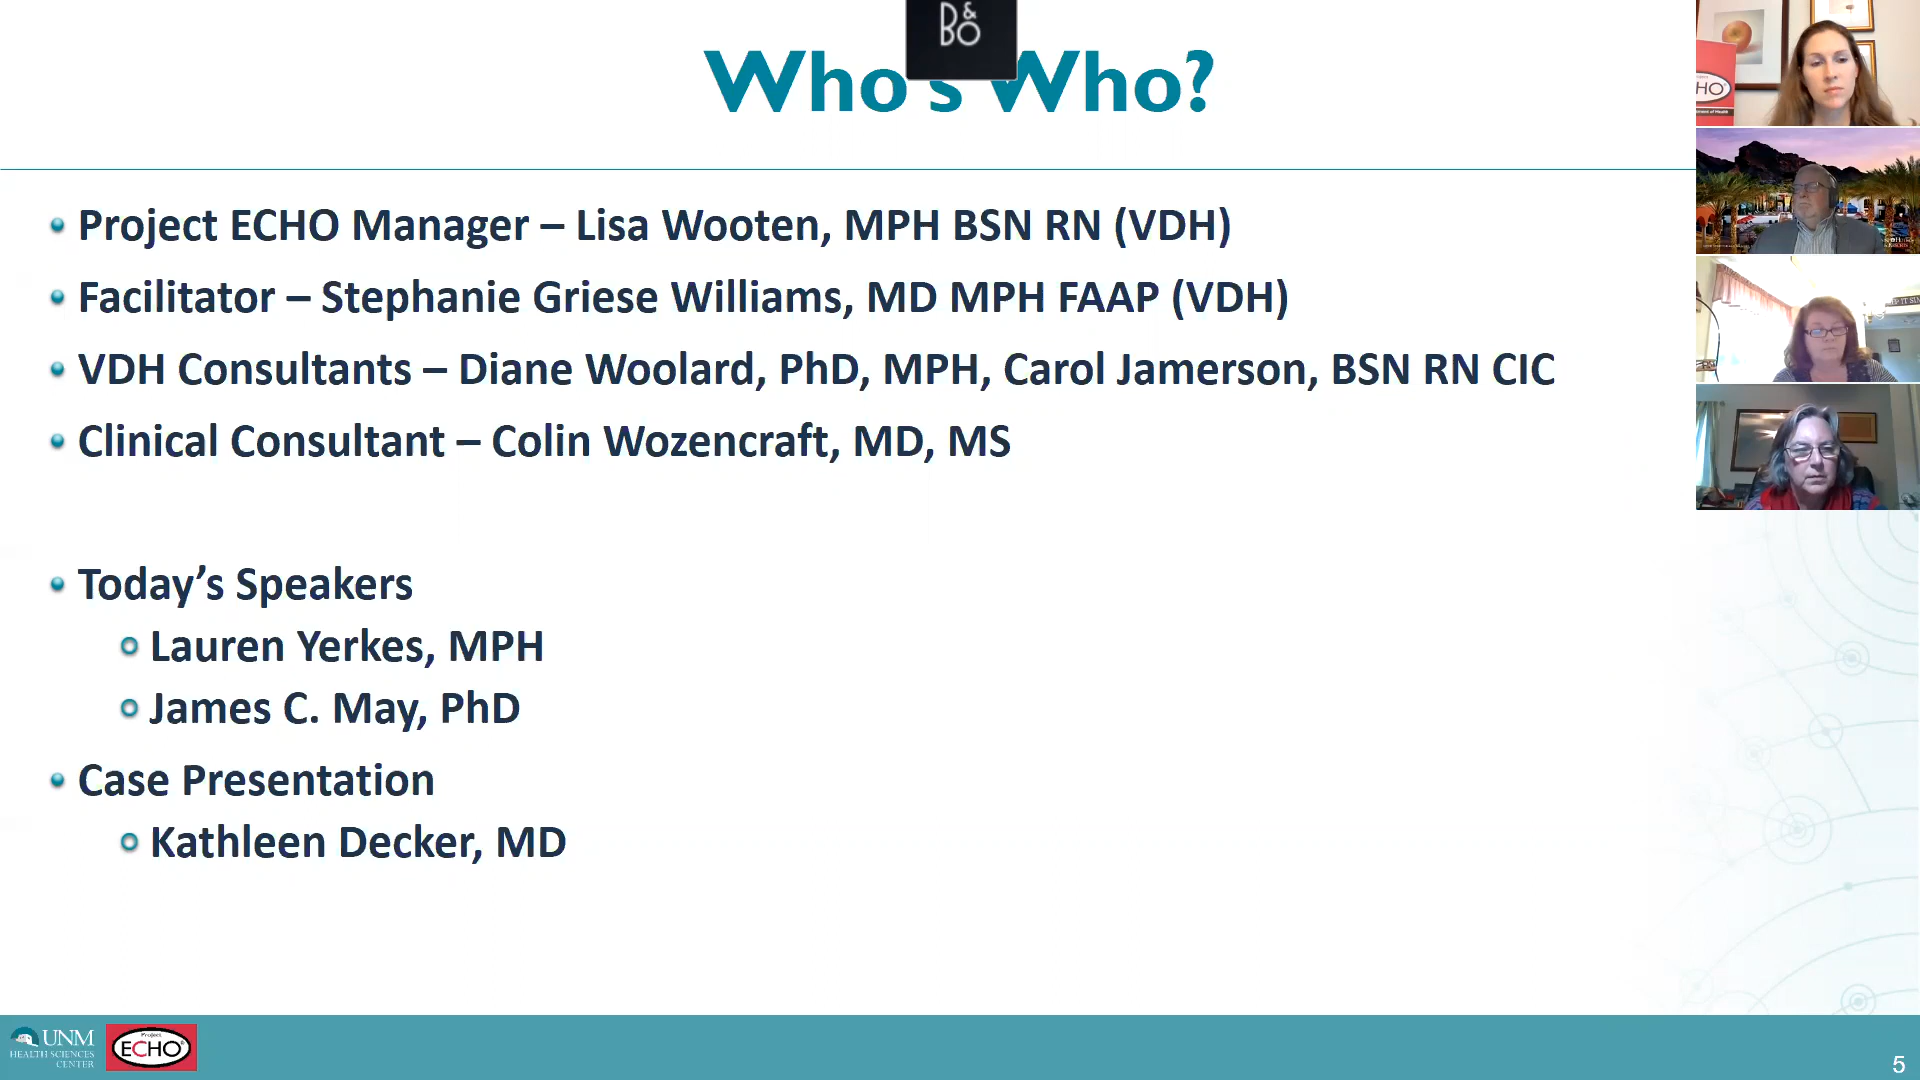 B&O
Who's Who?
• Project ECHO Manager – Lisa Wooten, MPH BSN RN (VDH)
• Facilitator – Stephanie Griese Williams, MD MPH FAAP (VDH)
• VDH Consultants – Diane Woolard, PhD, MPH, Carol Jamerson, BSN RN CIC
• Clinical Consultant – Colin Wozencraft, MD, MS
• Today’s Speakers
Lauren Yerkes, MPH
James C. May, PhD
• Case Presentation
Kathleen Decker, MD
UNM
HEALTH SCIENCES
CENTER
Project
ECHO®
5